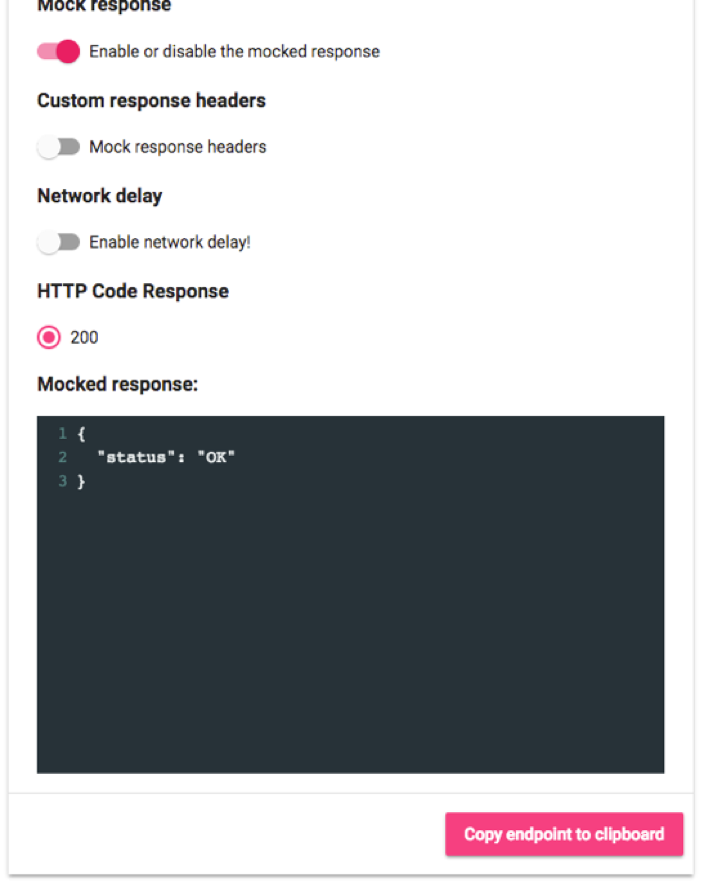 Mock response
Enable or disable the mocked response
Custom response headers
Mock response headers
Network delay
Enable network delay!
HTTP Code Response
200
Mocked response:
1 {
2   "status": "OK"
3 }
Copy endpoint to clipboard